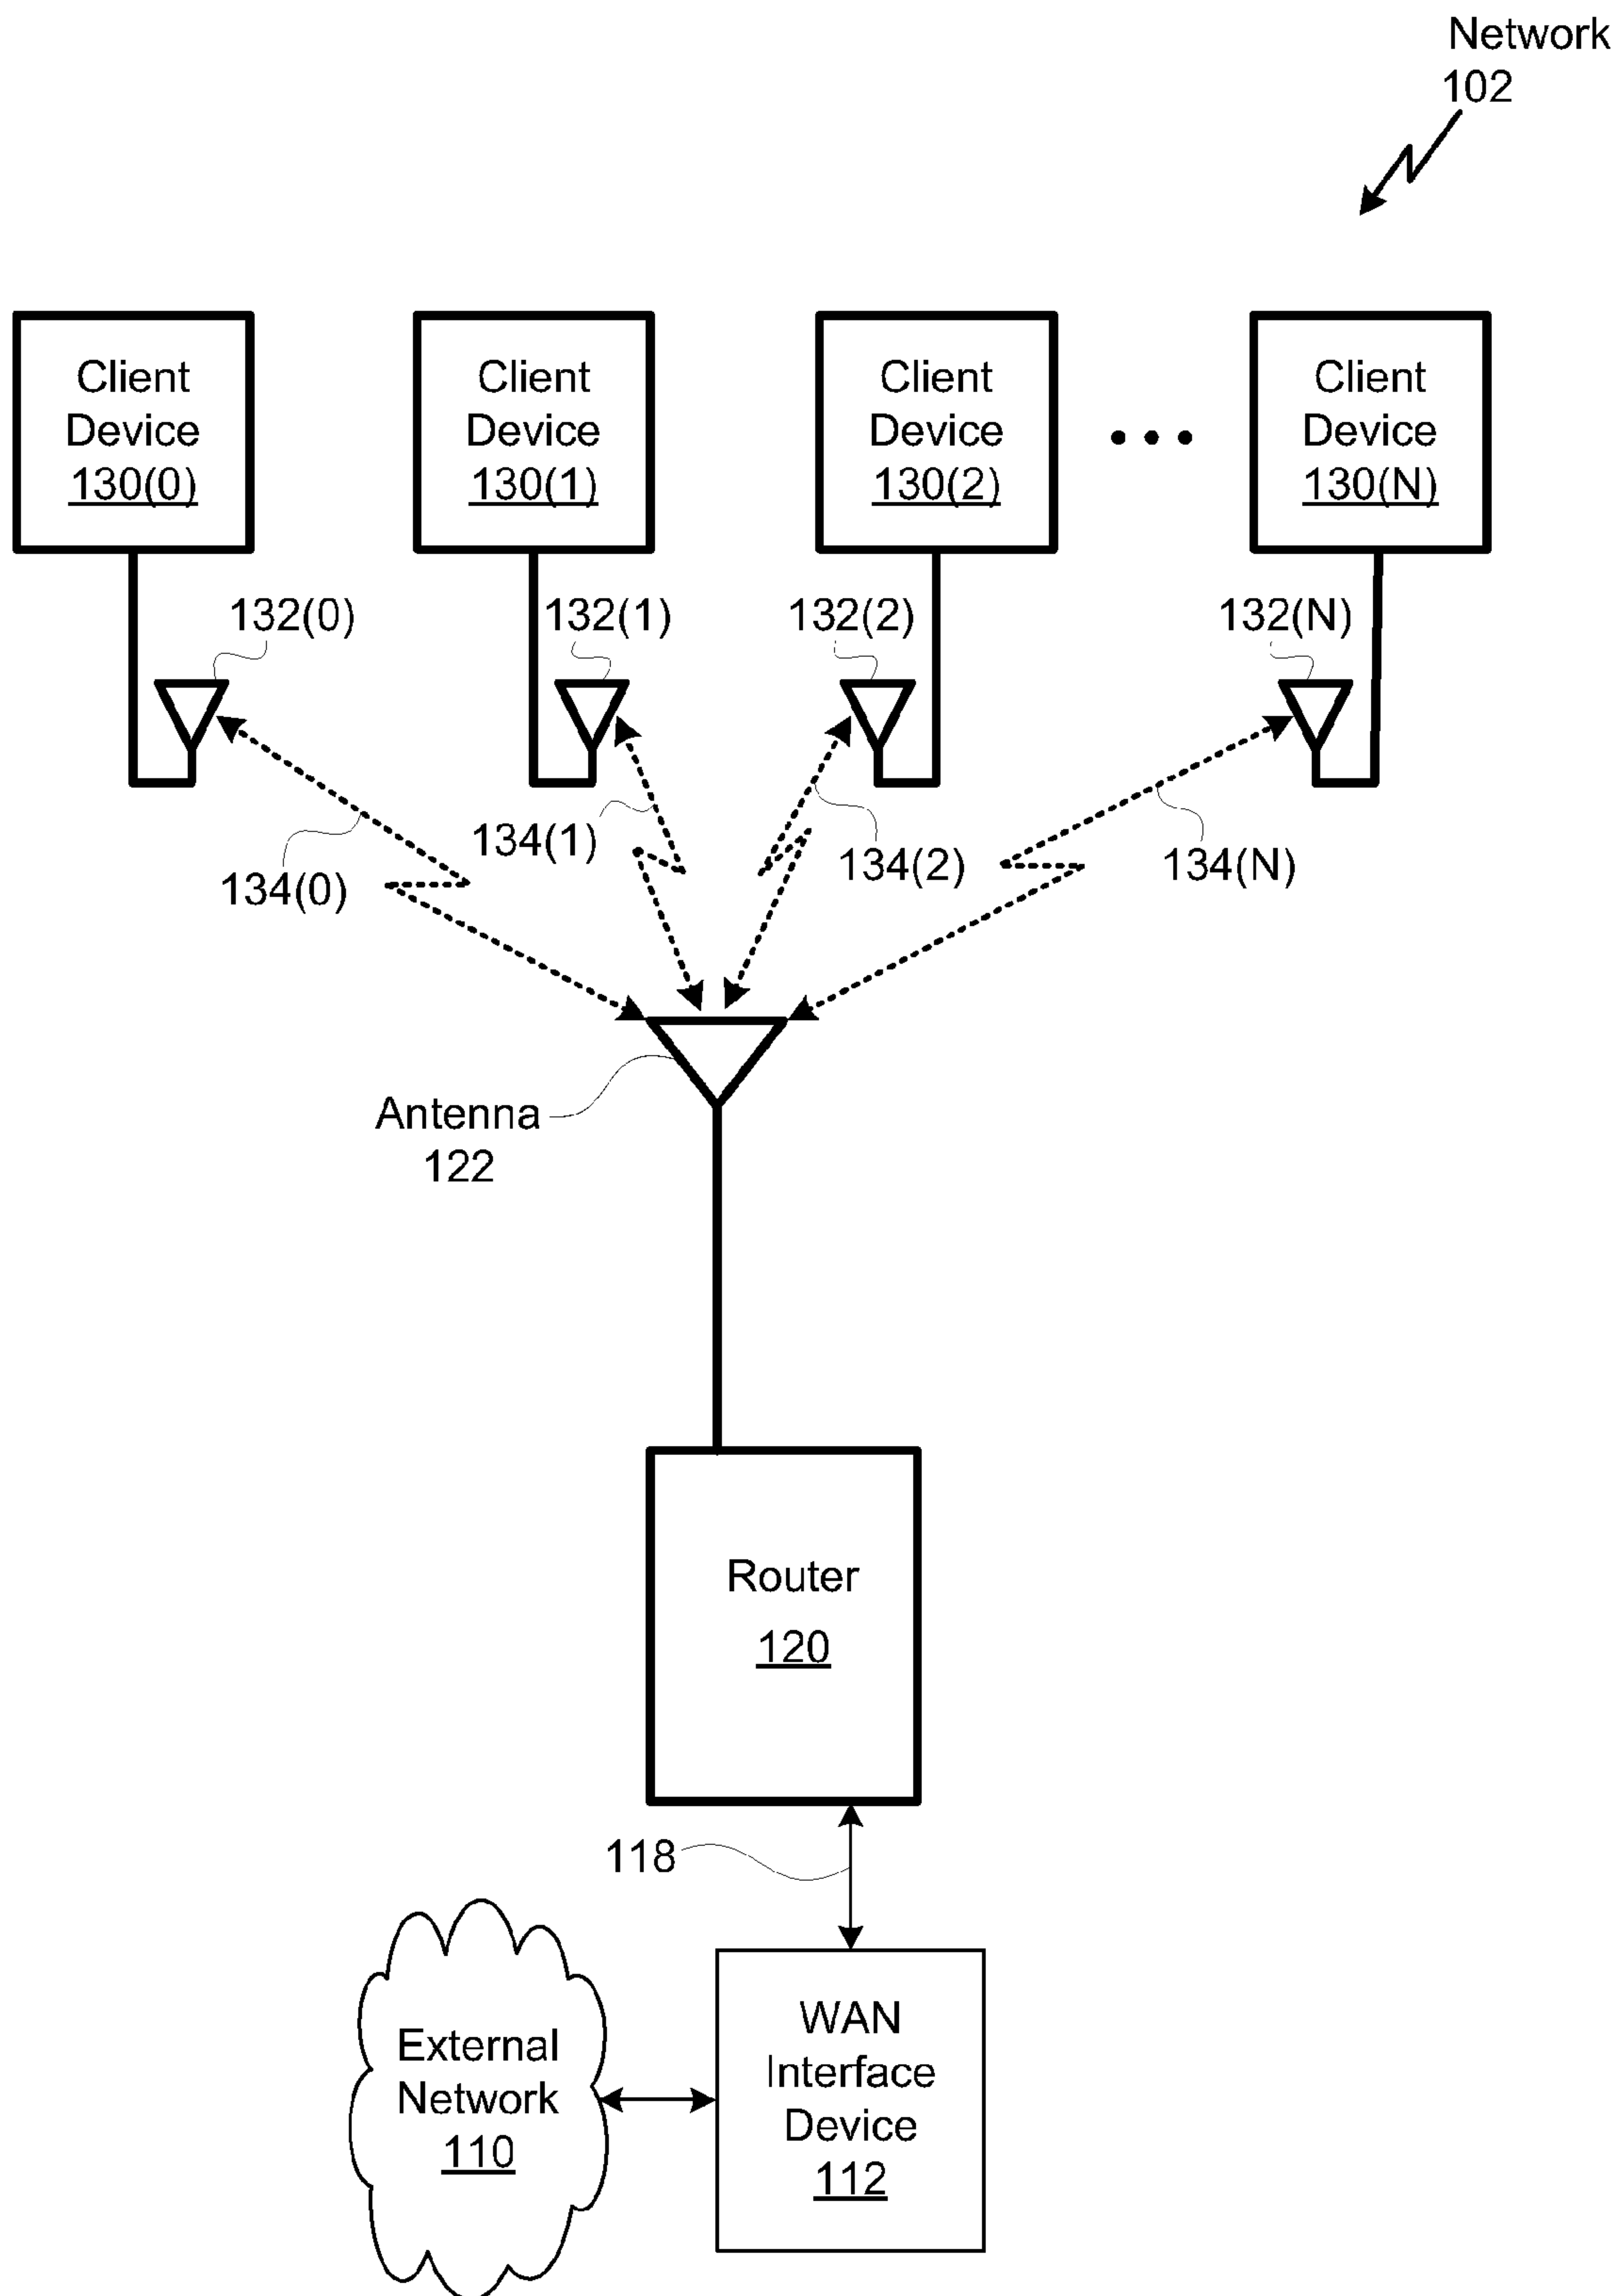 Network
102
Client
Device
130(0)
Client
Device
130(1)
Client
Device
130(2)
Client
Device
130(N)
132(0)
132(1)
132(2)
132(N)
134(0)
134(1)
134(2)
134(N)
Antenna
122
Router
120
118
External
Network
110
WAN
Interface
Device
112